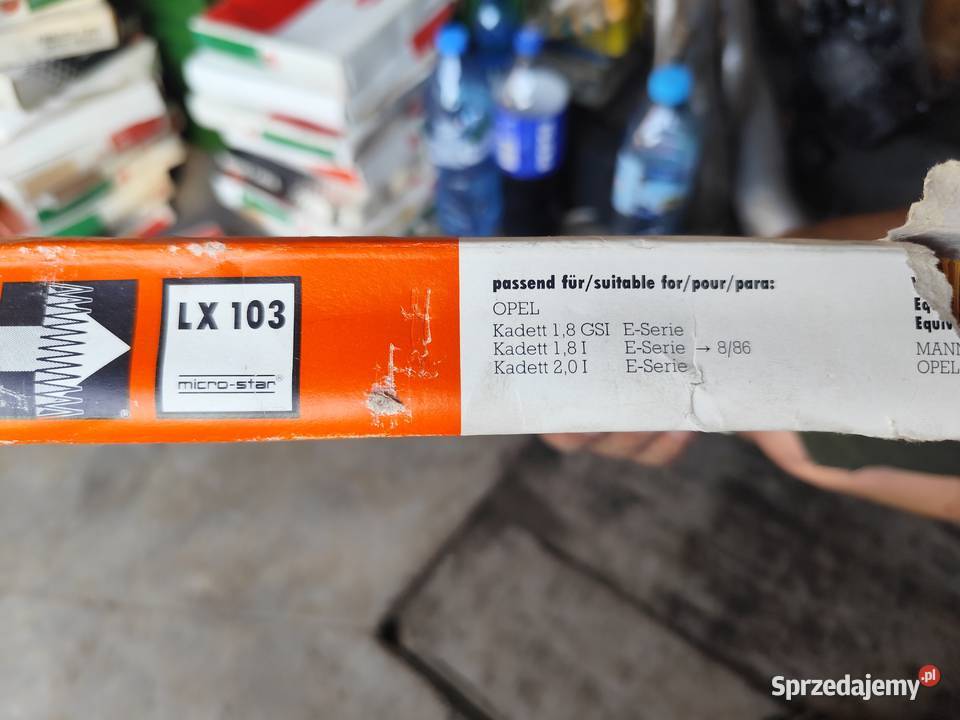 LX 103
micro-star
passend für/suitable for/pour/para:
OPEL
Kadett 1,8 GSI E-Serie
Kadett 1,8 I E-Serie → 8/86
Kadett 2,0 I E-Serie
Equiv
MANN
OPEL
Sprzedajemy.pl